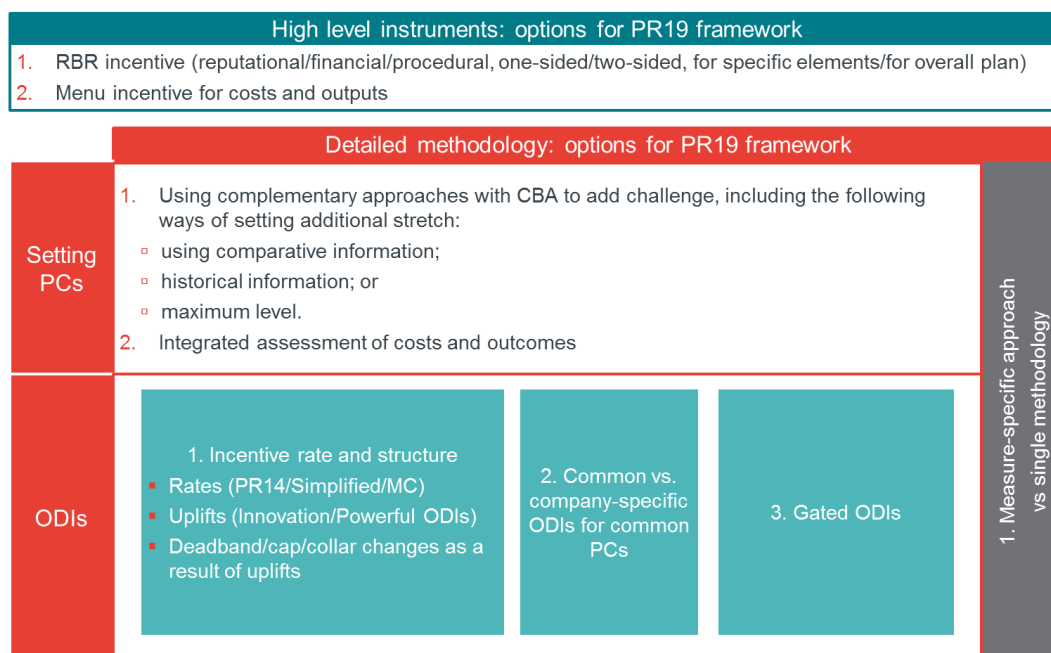 High level instruments: options for PR19 framework
1. RBR incentive (reputational/financial/procedural, one-sided/two-sided, for specific elements/for overall plan)
2. Menu incentive for costs and outputs
Detailed methodology: options for PR19 framework
Setting
PCs
1. Using complementary approaches with CBA to add challenge, including the following
ways of setting additional stretch:
▫ using comparative information;
▫ historical information; or
▫ maximum level.
2. Integrated assessment of costs and outcomes
ODIs
1. Incentive rate and structure
▪ Rates (PR14/Simplified/MC)
▪ Uplifts (Innovation/Powerful ODIs)
▪ Deadband/cap/collar changes as a
result of uplifts
2. Common vs.
company-specific
ODIs for common
PCs
3. Gated ODIs
1. Measure-specific approach
vs single methodology